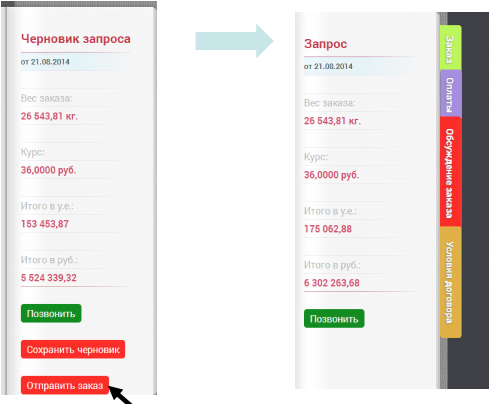 Черновик запроса
от 21.08.2014
Вес заказа:
26 543,81 кг.
Курс:
36,0000 руб.
Итого в у.е.:
153 453,87
Итого в руб.:
5 524 339,32
Позвонить
Сохранить черновик
Отправить заказ
Запрос
от 21.08.2014
Вес заказа:
26 543,81 кг.
Курс:
36,0000 руб.
Итого в у.е.:
175 062,88
Итого в руб.:
6 302 263,68
Позвонить
Заказ
Оплаты
Обсуждение заказа
Условия договора